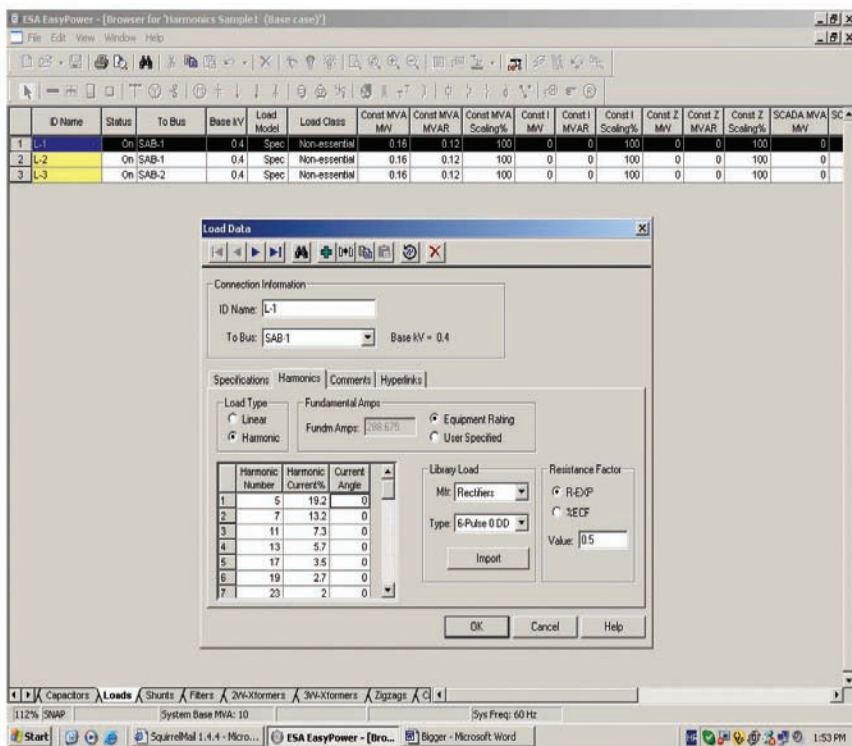 ESA EasyPower - [Browser for 'Harmonics Sample1 (Base case)']
File Edit View Window Help
ID Name Status To Bus Base kV Load Model Load Class Const MVA MW Const MVA MVAR Const MVA Scaling% Const I MW Const I MVAR Const I Scaling% Const Z MW Const Z MVAR Const Z Scaling% SCADA MVA MW SC
1 L-1 On SAB-1 0.4 Spec Non-essential 0.16 0.12 100 0 0 100 0 0 100 0
2 L-2 On SAB-1 0.4 Spec Non-essential 0.16 0.12 100 0 0 100 0 0 100 0
3 L-3 On SAB-2 0.4 Spec Non-essential 0.16 0.12 100 0 0 100 0 0 100 0
Load Data
Connection Information
ID Name: L-1
To Bus: SAB-1 Base kV = 0.4
Specifications Harmonics Comments Hyperlinks
Load Type
Linear
Harmonic
Fundamental Amps
Fundm Amps: 288.675
Equipment Rating
User Specified
Harmonic Number Harmonic Current% Current Angle
1 5 19.2 0
2 7 13.2 0
3 11 7.3 0
4 13 5.7 0
5 17 3.5 0
6 19 2.7 0
7 23 2 0
Library Load
Mfr: Rectifiers
Type: 6-Pulse 0 DD
Import
Resistance Factor
R-EXP
%ECF
Value: 0.5
OK Cancel Help
Capacitors Loads Shunts Filters 2W-Xformers 3W-Xformers Zigzags C
112% SNAP System Base MVA: 10 Sys Freq: 60 Hz
Start SquirrelMail 1.4.4 - Micro... ESA EasyPower - [Bro... Bigger - Microsoft Word 1:53 PM